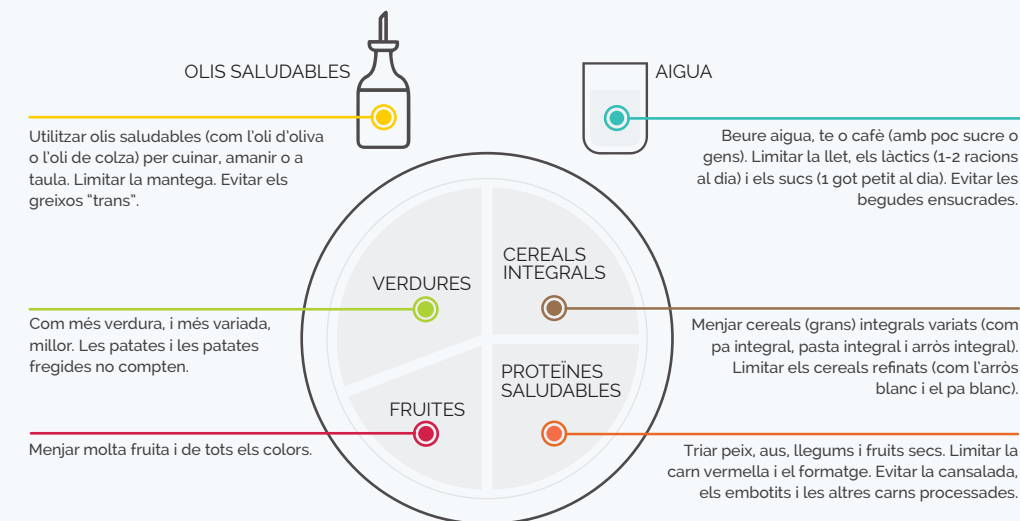 OLIS SALUDABLES
Utilitzar olis saludables (com l'oli d'oliva
o l'oli de colza) per cuinar, amanir o a
taula. Limitar la mantega. Evitar els
greixos "trans".
AIGUA
Beure aigua, te o cafè (amb poc sucre o
gens). Limitar la llet, els làctics (1-2 racions
al dia) i els sucs (1 got petit al dia). Evitar les
begudes ensucrades.
VERDURES
Com més verdura, i més variada,
millor. Les patates i les patates
fregides no compten.
CEREALS
INTEGRALS
Menjar cereals (grans) integrals variats (com
pa integral, pasta integral i arròs integral).
Limitar els cereals refinats (com l'arròs
blanc i el pa blanc).
FRUITES
Menjar molta fruita i de tots els colors.
PROTEÏNES
SALUDABLES
Triar peix, aus, llegums i fruits secs. Limitar la
carn vermella i el formatge. Evitar la cansalada,
els embotits i les altres carns processades.